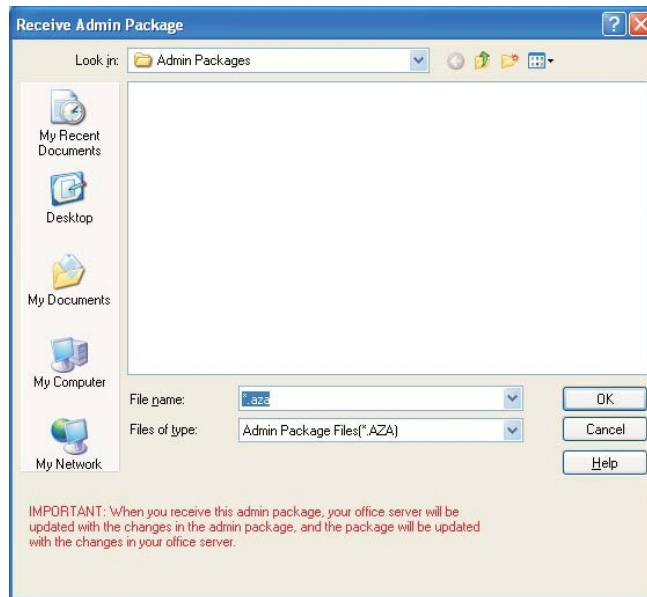 Receive Admin Package
Look in: Admin Packages
My Recent
Documents
Desktop
My Documents
My Computer
My Network
File name: *.aza
Files of type: Admin Package Files(*.AZA)
OK
Cancel
Help
IMPORTANT: When you receive this admin package, your office server will be
updated with the changes in the admin package, and the package will be updated
with the changes in your office server.